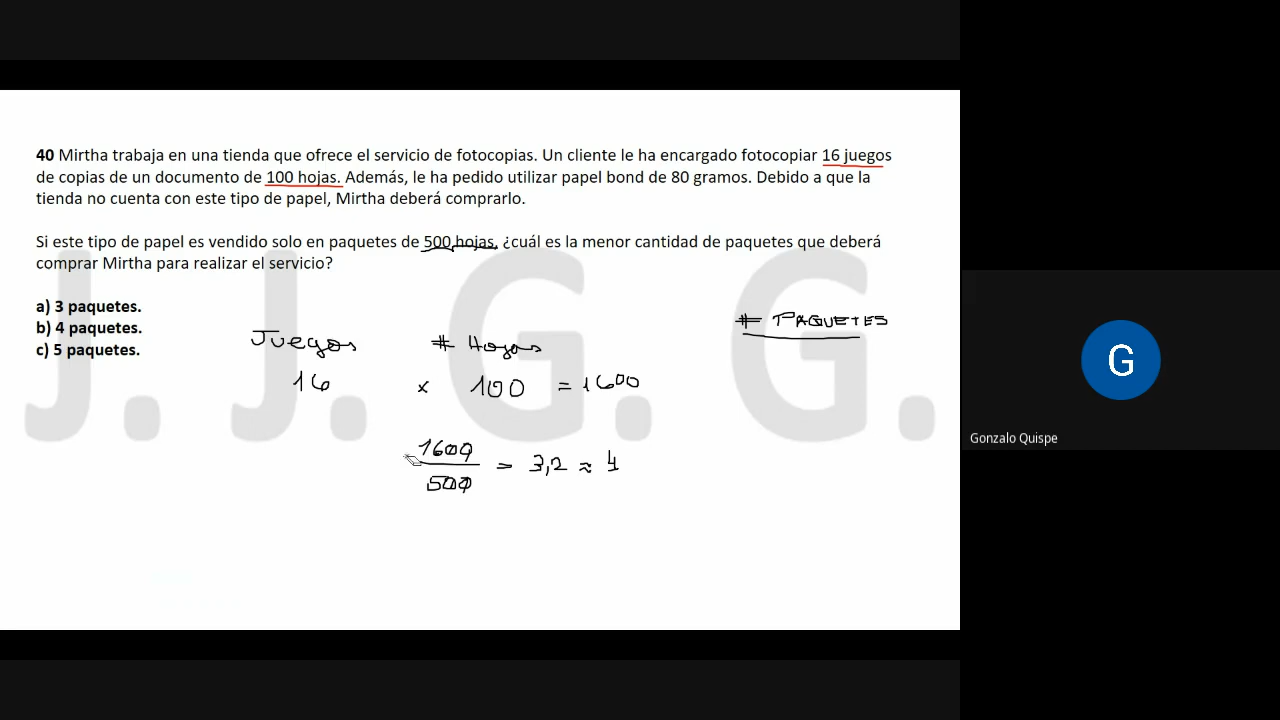 40 Mirtha trabaja en una tienda que ofrece el servicio de fotocopias. Un cliente le ha encargado fotocopiar 16 juegos
de copias de un documento de 100 hojas. Además, le ha pedido utilizar papel bond de 80 gramos. Debido a que la
tienda no cuenta con este tipo de papel, Mirtha deberá comprarlo.
Si este tipo de papel es vendido solo en paquetes de 500 hojas, ¿cuál es la menor cantidad de paquetes que deberá
comprar Mirtha para realizar el servicio?
a) 3 paquetes.
b) 4 paquetes.
c) 5 paquetes.
# PAQUETES
Juegos # Hojas
16 × 100 = 1600
1600
500
= 3,2 ≈ 4
J. J. G. G.
G
Gonzalo Quispe